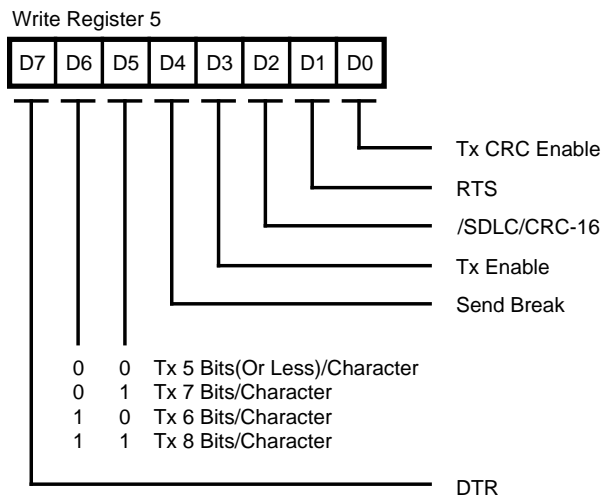 Write Register 5
D7 D6 D5 D4 D3 D2 D1 D0
Tx CRC Enable
RTS
/SDLC/CRC-16
Tx Enable
Send Break
0 0 Tx 5 Bits(Or Less)/Character
0 1 Tx 7 Bits/Character
1 0 Tx 6 Bits/Character
1 1 Tx 8 Bits/Character
DTR